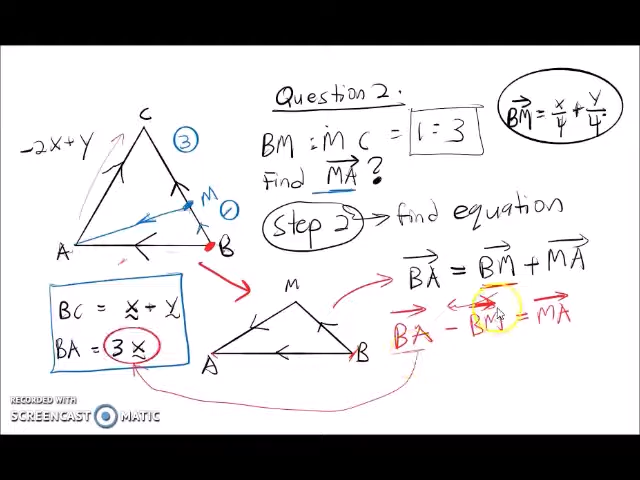 Question 2.
BM : MC = 1 = 3
Find MA ?
BM = x/4 + y/4
C
-2x+y
3
M
A
B
Step 2 → find equation
BA = BM + MA
BA - BM = MA
BC = x + y
BA = 3x
M
A
B
RECORDED WITH
SCREENCAST MATIC